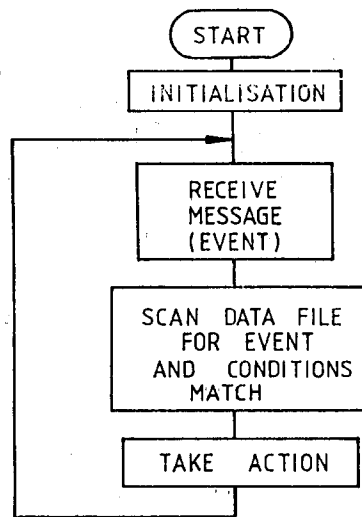 START
INITIALISATION
RECEIVE
MESSAGE
(EVENT)
SCAN DATA FILE
FOR EVENT
AND CONDITIONS
MATCH
TAKE ACTION